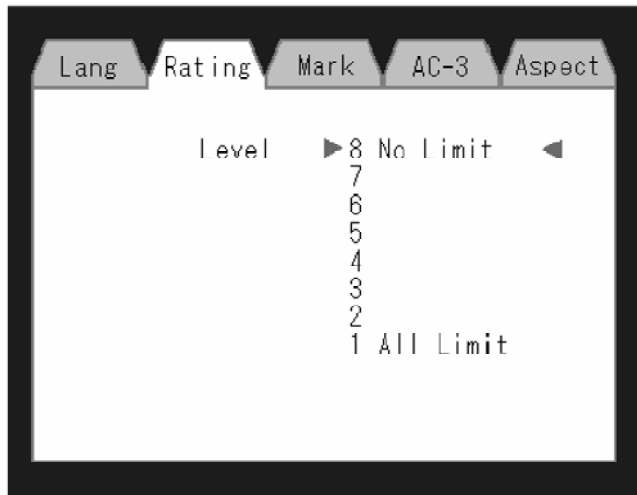 Lang Rating Mark AC-3 Aspect
Level ▶8 No Limit ◀
7
6
5
4
3
2
1 All Limit